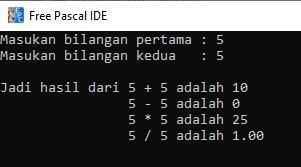 Free Pascal IDE
Masukan bilangan pertama : 5
Masukan bilangan kedua   : 5
Jadi hasil dari 5 + 5 adalah 10
5 - 5 adalah 0
5 * 5 adalah 25
5 / 5 adalah 1.00